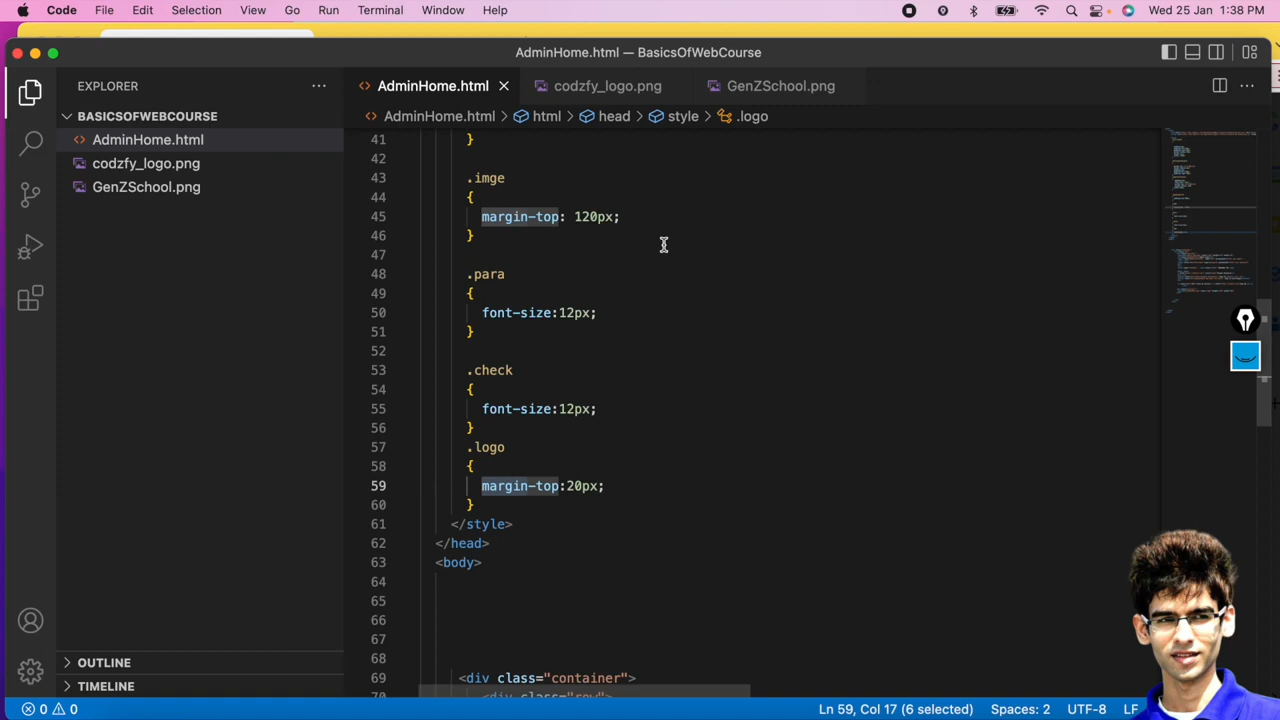 Code File Edit Selection View Go Run Terminal Window Help Wed 25 Jan 1:38 PM
AdminHome.html — BasicsOfWebCourse
EXPLORER
AdminHome.html codzfy_logo.png GenZSchool.png
AdminHome.html > html > head > style > .logo
BASICSOFWEBCOURSE
AdminHome.html
codzfy_logo.png
GenZSchool.png
41 }
42
43 .imge
44 {
45 margin-top: 120px;
46 }
47
48 .para
49 {
50 font-size:12px;
51 }
52
53 .check
54 {
55 font-size:12px;
56 }
57 .logo
58 {
59 margin-top:20px;
60 }
61 </style>
62 </head>
63 <body>
64
65
66
67
68
69 <div class="container">
70 <div class="row">
OUTLINE
TIMELINE
0 0 Ln 59, Col 17 (6 selected) Spaces: 2 UTF-8 LF